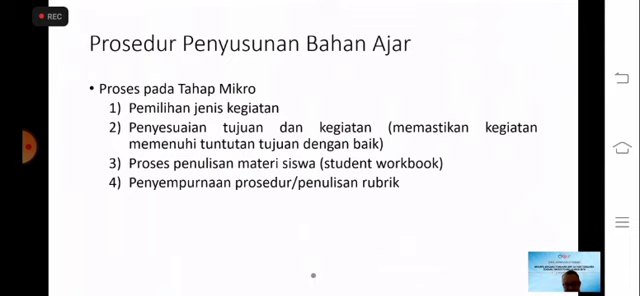 REC
Prosedur Penyusunan Bahan Ajar
• Proses pada Tahap Mikro
1) Pemilihan jenis kegiatan
2) Penyesuaian tujuan dan kegiatan (memastikan kegiatan
memenuhi tuntutan tujuan dengan baik)
3) Proses penulisan materi siswa (student workbook)
4) Penyempurnaan prosedur/penulisan rubrik